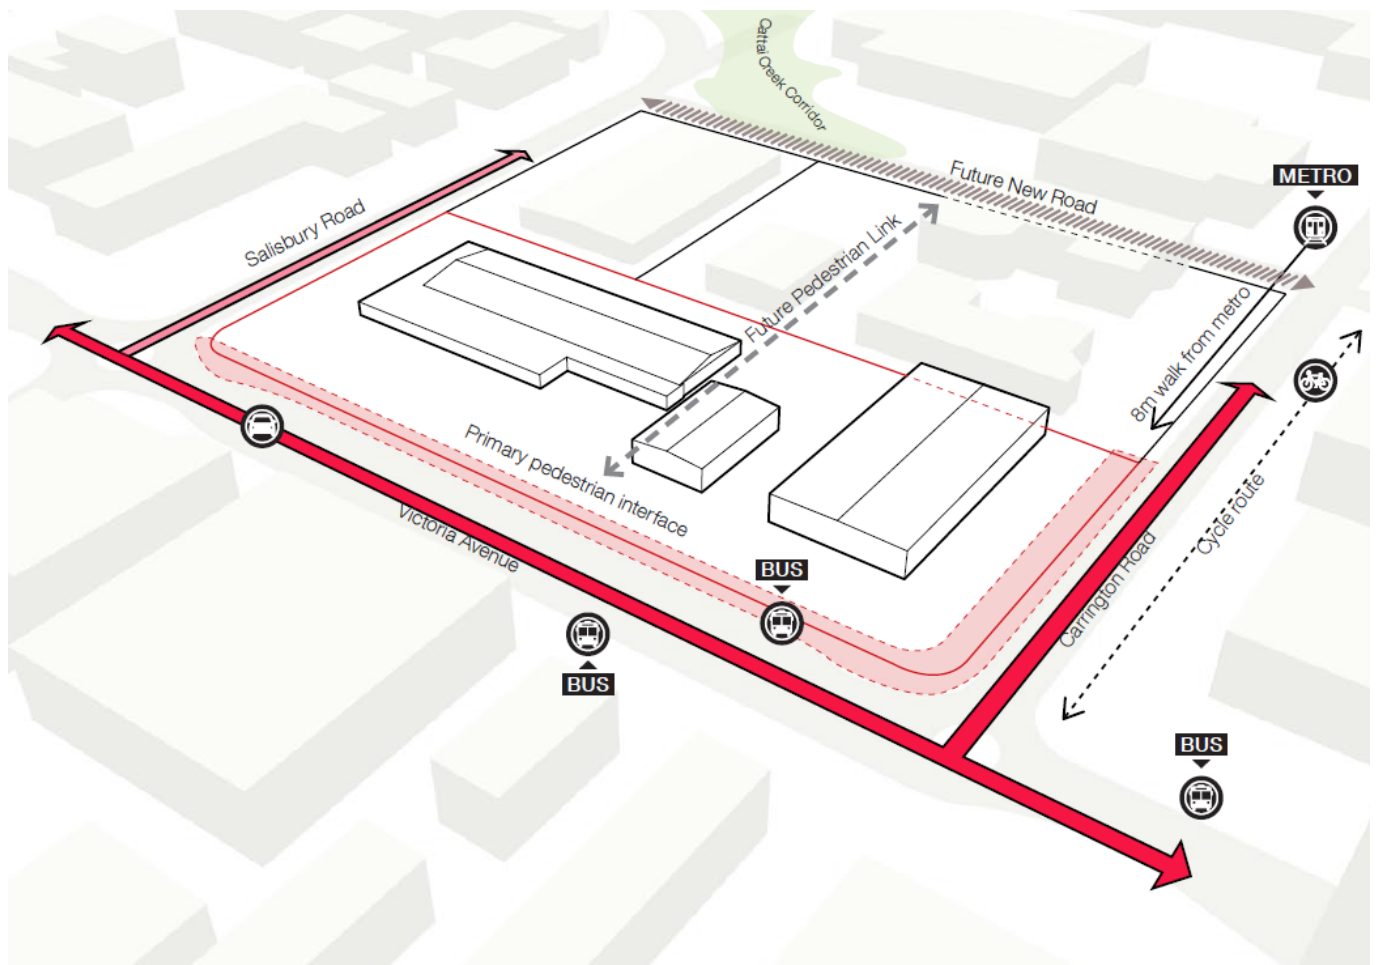 Cattai Creek Corridor
Future New Road
METRO
Salisbury Road
Future Pedestrian Link
8m walk from metro
Primary pedestrian interface
Victoria Avenue
Cycle route
Carrington Road
BUS
BUS
BUS